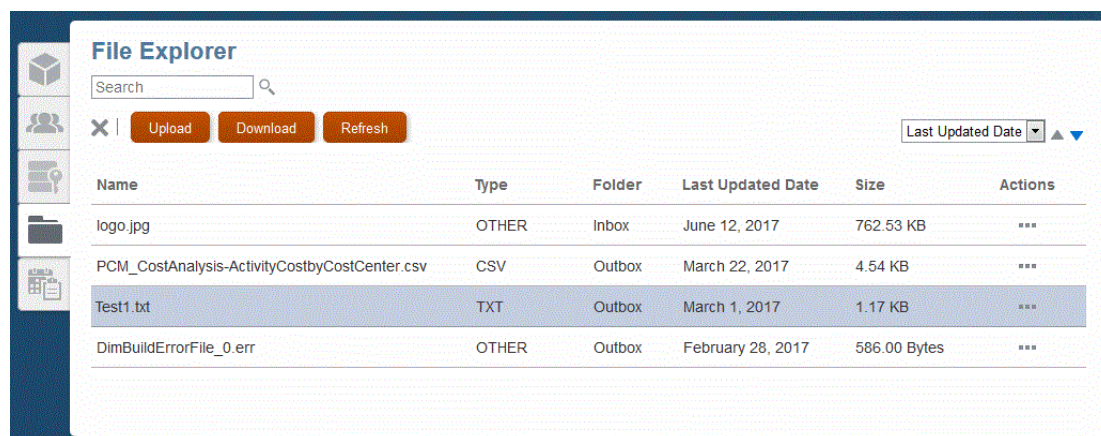 File Explorer
Search
Upload Download Refresh
Last Updated Date
Name Type Folder Last Updated Date Size Actions
logo.jpg OTHER Inbox June 12, 2017 762.53 KB
PCM_CostAnalysis-ActivityCostbyCostCenter.csv CSV Outbox March 22, 2017 4.54 KB
Test1.txt TXT Outbox March 1, 2017 1.17 KB
DimBuildErrorFile_0.err OTHER Outbox February 28, 2017 586.00 Bytes